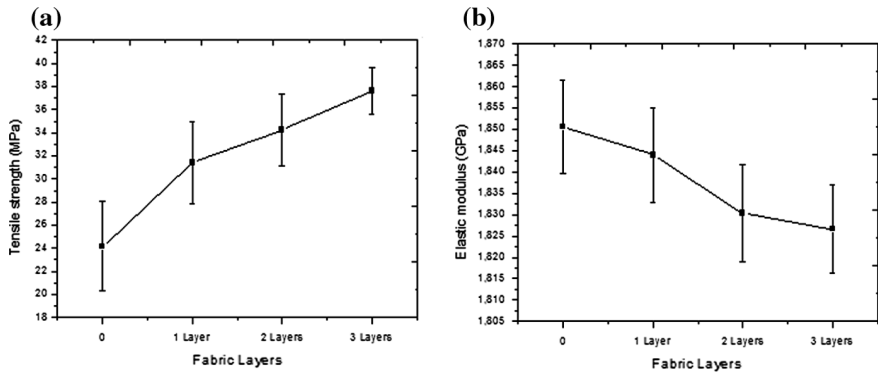 (a)
Tensile strength (MPa)
42
40
38
36
34
32
30
28
26
24
22
20
18
0
1 Layer
2 Layers
3 Layers
Fabric Layers
(b)
Elastic modulus (GPa)
1,870
1,865
1,860
1,855
1,850
1,845
1,840
1,835
1,830
1,825
1,820
1,815
1,810
1,805
0
1 Layer
2 Layers
3 Layers
Fabric Layers